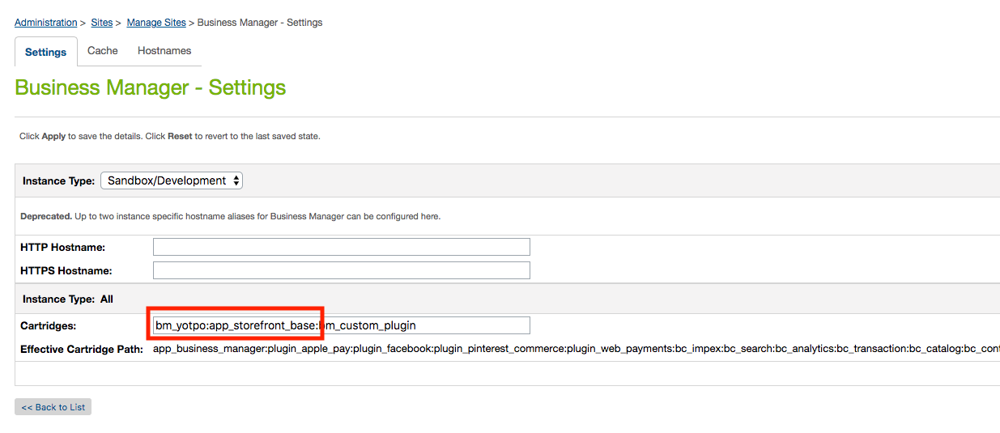 Administration > Sites > Manage Sites > Business Manager - Settings
Settings Cache Hostnames
Business Manager - Settings
Click Apply to save the details. Click Reset to revert to the last saved state.
Instance Type: Sandbox/Development
Deprecated. Up to two instance specific hostname aliases for Business Manager can be configured here.
HTTP Hostname:
HTTPS Hostname:
Instance Type: All
Cartridges: bm_yotpo:app_storefront_base:bm_custom_plugin
Effective Cartridge Path: app_business_manager:plugin_apple_pay:plugin_facebook:plugin_pinterest_commerce:plugin_web_payments:bc_impex:bc_search:bc_analytics:bc_transaction:bc_catalog:bc_cont
<< Back to List